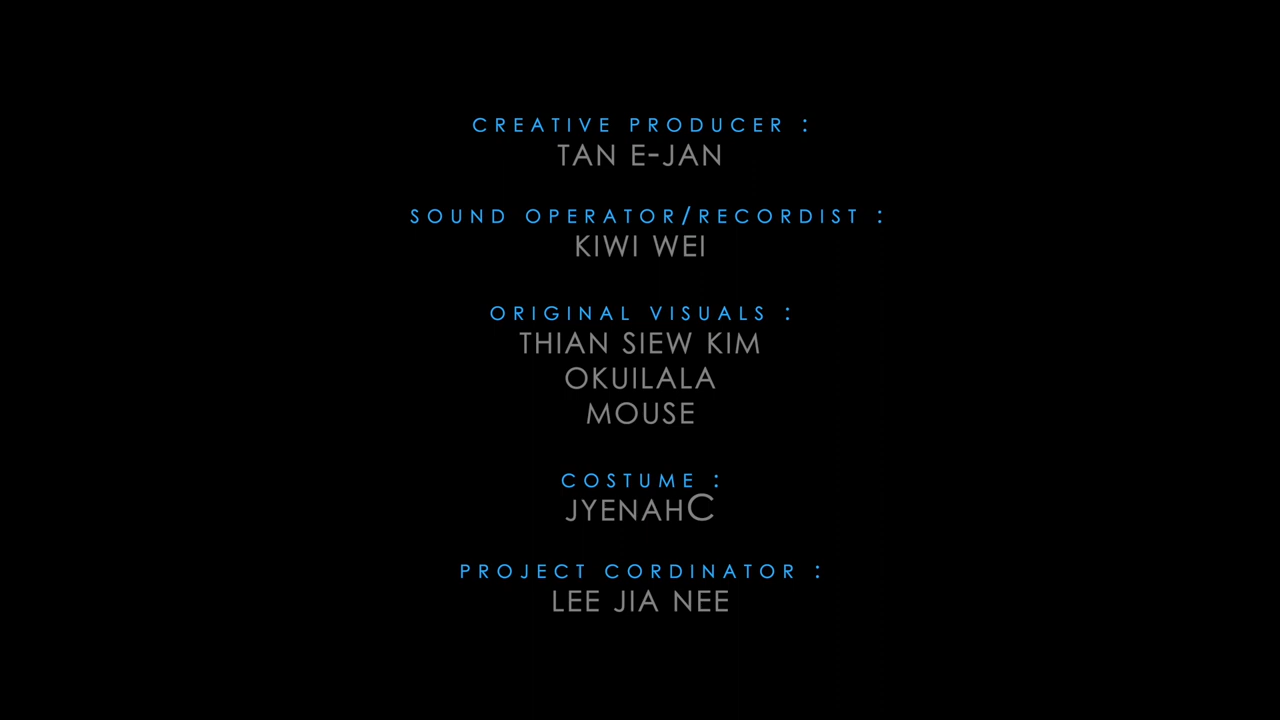 CREATIVE PRODUCER :
TAN E-JAN
SOUND OPERATOR/RECORDIST :
KIWI WEI
ORIGINAL VISUALS :
THIAN SIEW KIM
OKUILALA
MOUSE
COSTUME :
JYENAHC
PROJECT CORDINATOR :
LEE JIA NEE